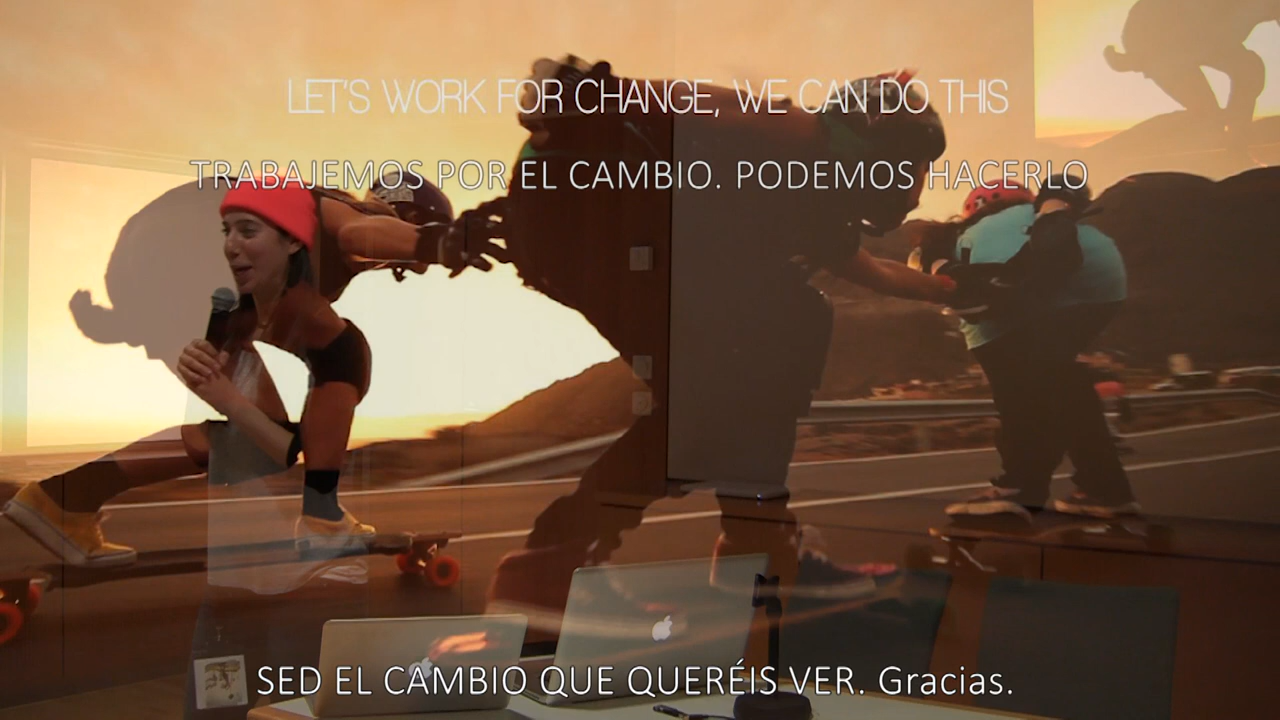 LET'S WORK FOR CHANGE, WE CAN DO THIS
TRABAJEMOS POR EL CAMBIO. PODEMOS HACERLO
SED EL CAMBIO QUE QUERÉIS VER. Gracias.